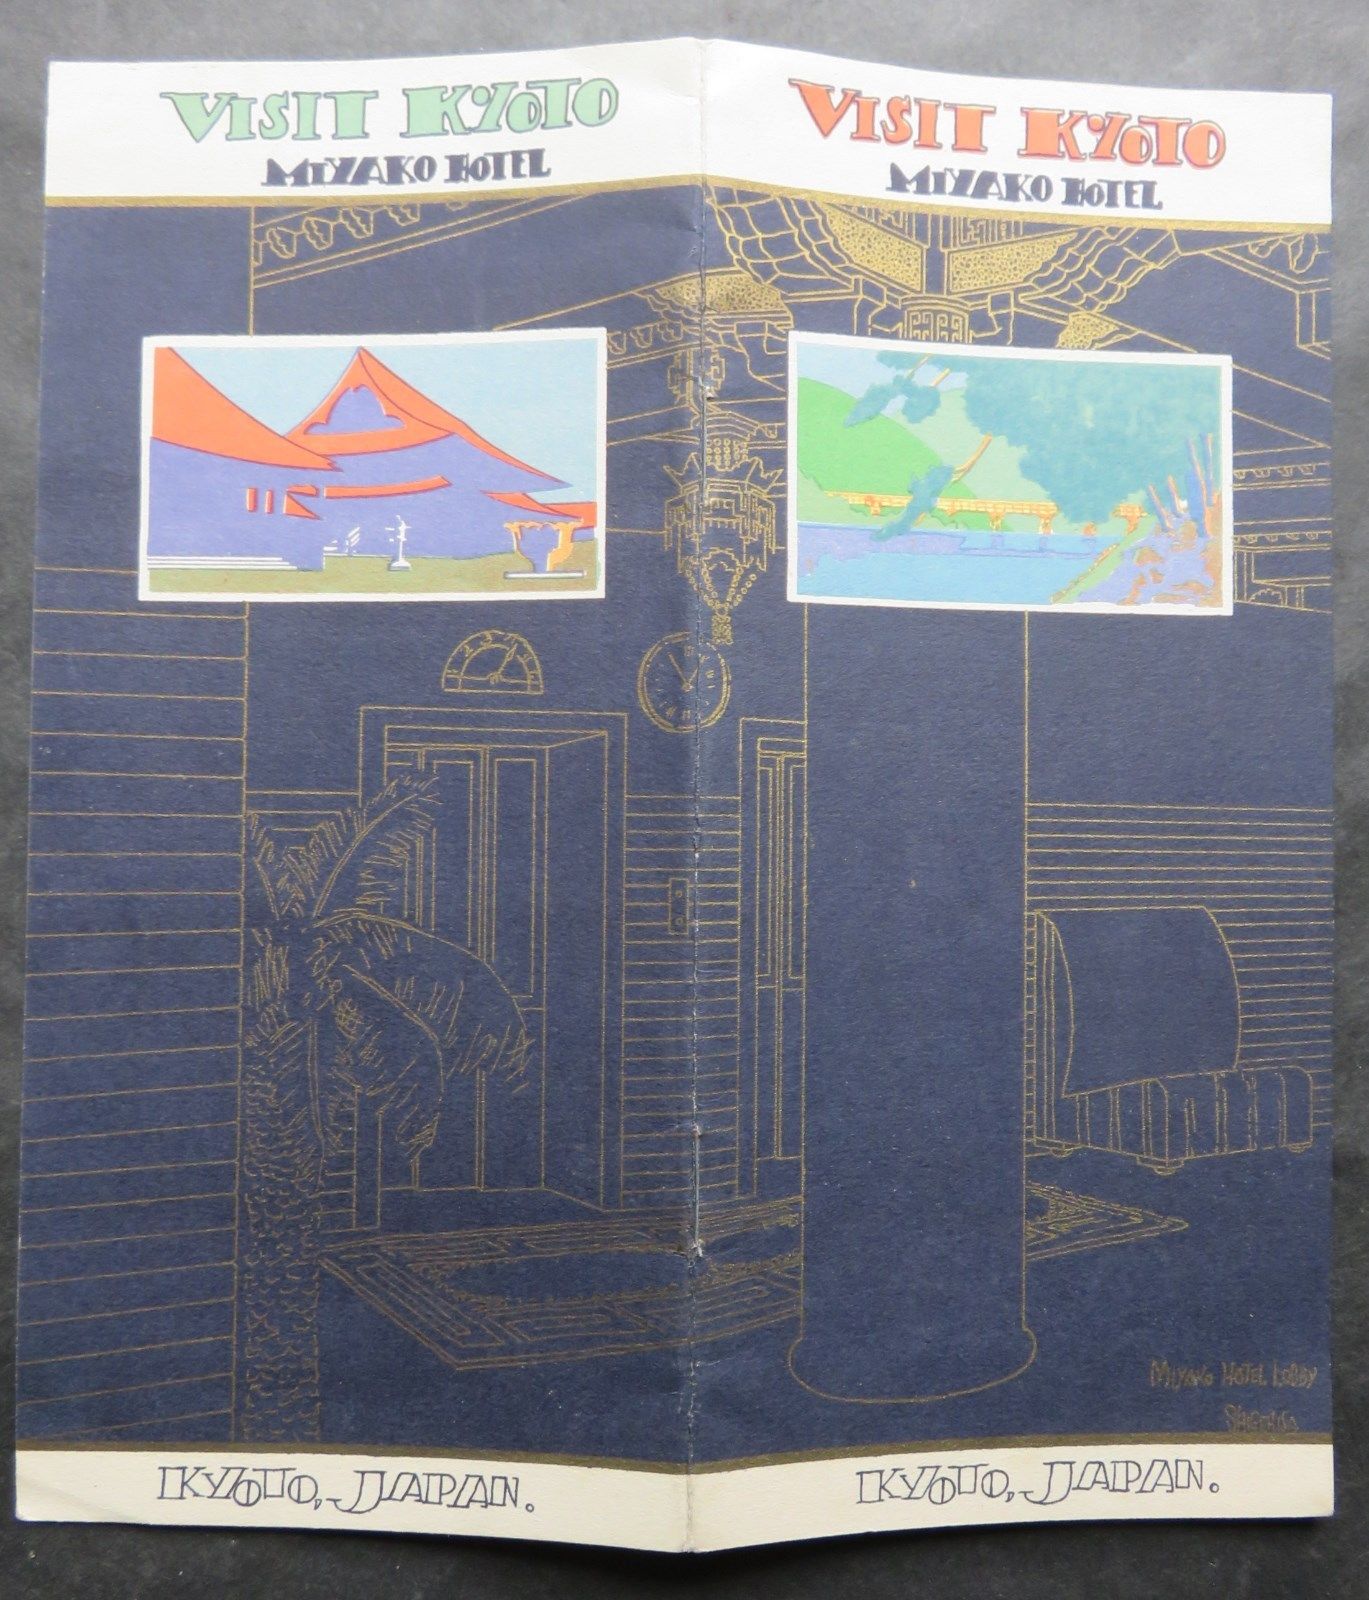 VISIT KYOTO
MIYAKO HOTEL
VISIT KYOTO
MIYAKO HOTEL
MIYAKO HOTEL LOBBY
KYOTO, JAPAN.
KYOTO, JAPAN.